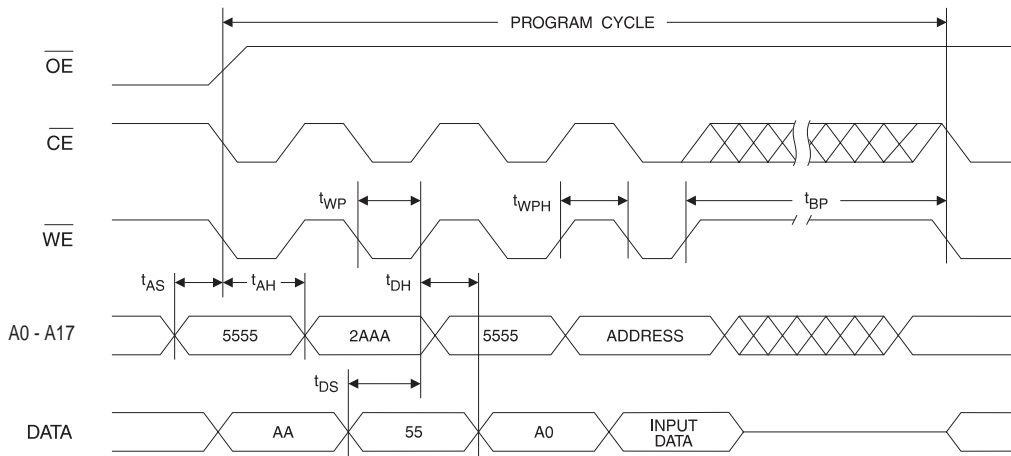 PROGRAM CYCLE
OE
CE
tWP
tWPH
tBP
WE
tAS
tAH
tDH
A0 - A17
5555
2AAA
5555
ADDRESS
tDS
DATA
AA
55
A0
INPUT
DATA